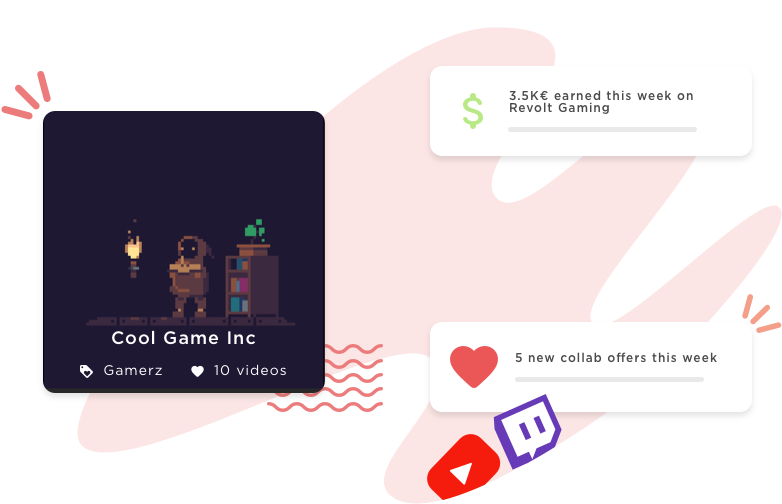 3.5K€ earned this week on
Revolt Gaming
Cool Game Inc
Gamerz
10 videos
5 new collab offers this week